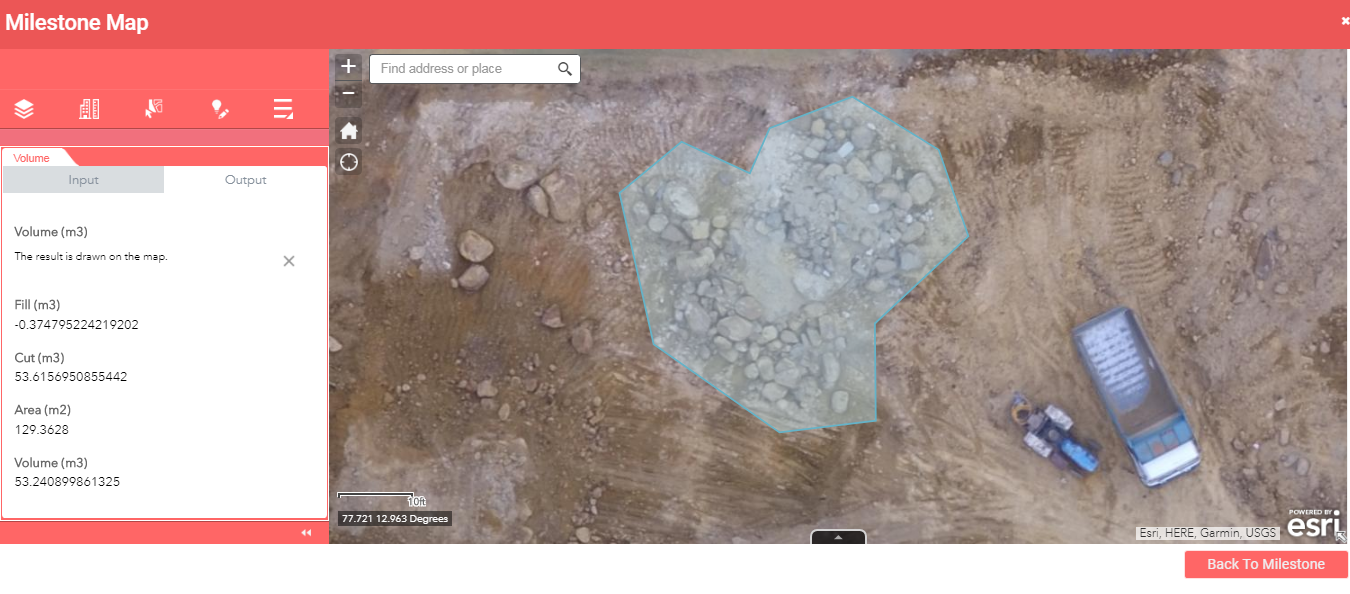 Milestone Map
Find address or place
Volume
Input
Output
Volume (m3)
The result is drawn on the map.
Fill (m3)
-0.374795224219202
Cut (m3)
53.6156950855442
Area (m2)
129.3628
Volume (m3)
53.240899861325
10ft
77.721 12.963 Degrees
Esri, HERE, Garmin, USGS
POWERED BY
esri
Back To Milestone